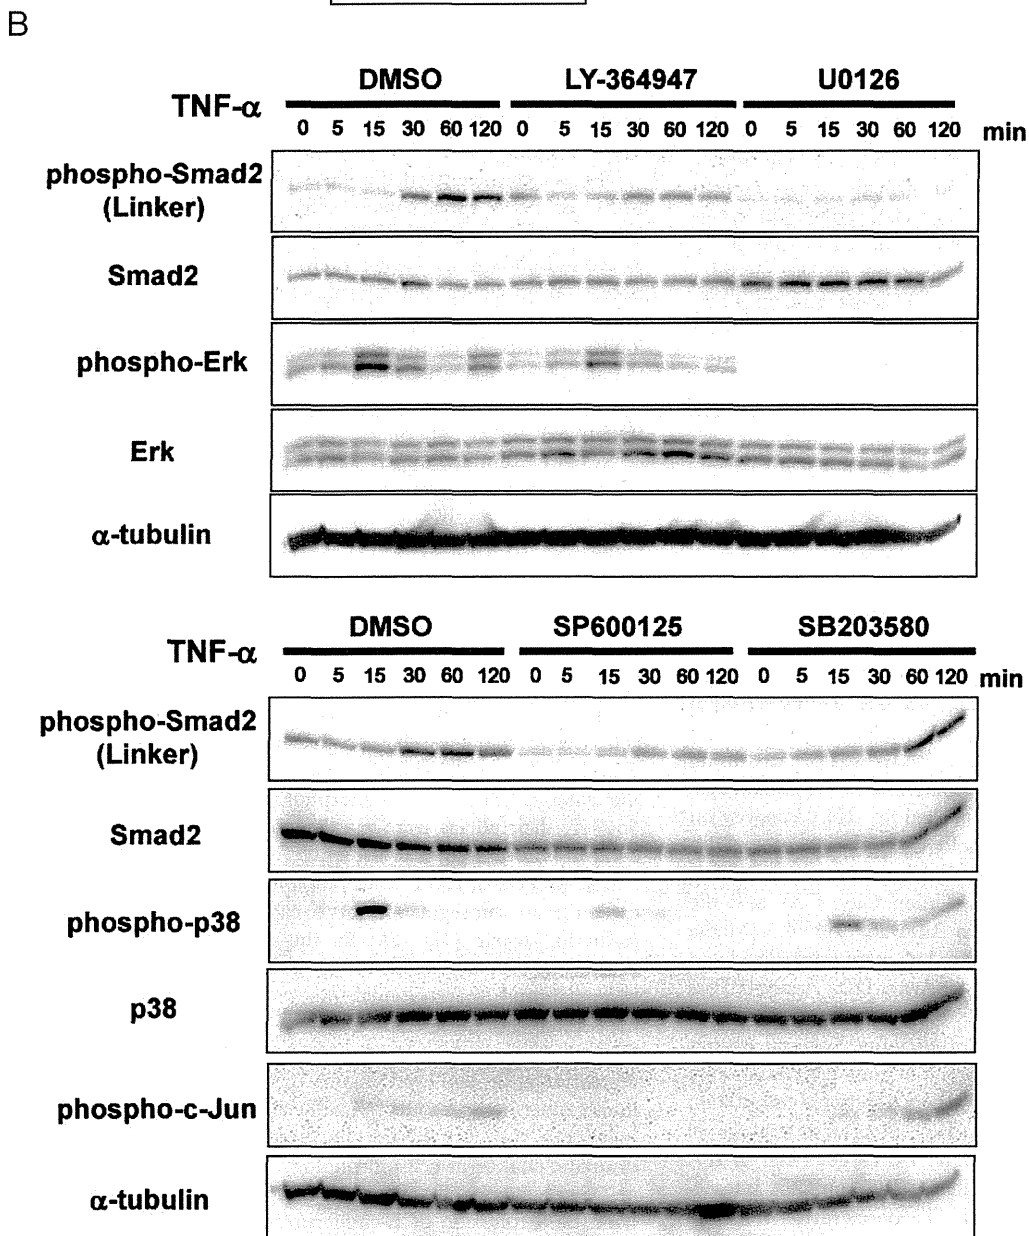 B
DMSO LY-364947 U0126
TNF-α
0 5 15 30 60 120 0 5 15 30 60 120 0 5 15 30 60 120 min
phospho-Smad2
(Linker)
Smad2
phospho-Erk
Erk
α-tubulin
DMSO SP600125 SB203580
TNF-α
0 5 15 30 60 120 0 5 15 30 60 120 0 5 15 30 60 120 min
phospho-Smad2
(Linker)
Smad2
phospho-p38
p38
phospho-c-Jun
α-tubulin